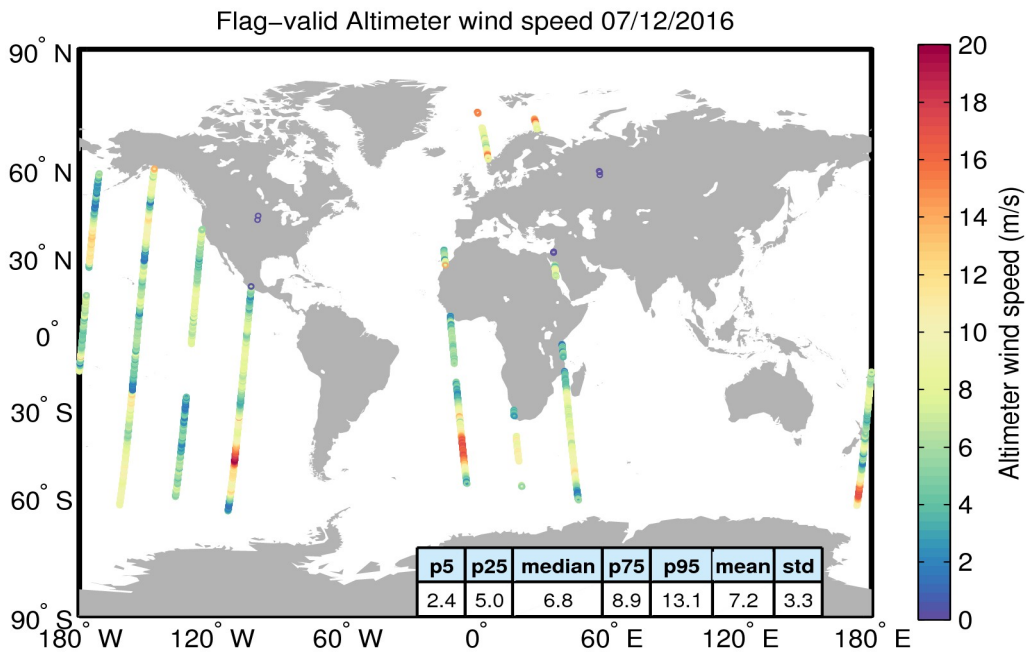 Flag−valid Altimeter wind speed 07/12/2016
90° N
60° N
30° N
0°
30° S
60° S
90° S
180° W 120° W 60° W 0° 60° E 120° E 180° E
p5 p25 median p75 p95 mean std
2.4 5.0 6.8 8.9 13.1 7.2 3.3
20
18
16
14
12
10
8
6
4
2
0
Altimeter wind speed (m/s)